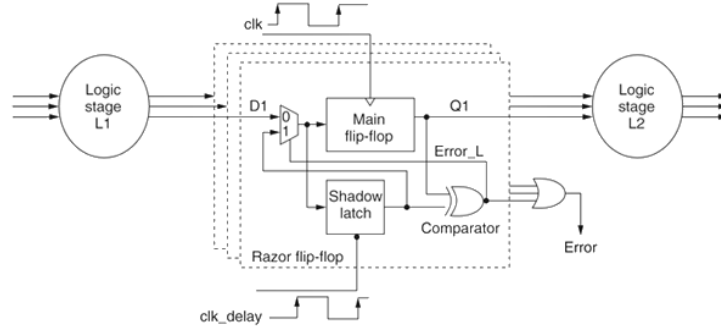 clk
Logic
stage
L1
D1
0
1
Main
flip-flop
Q1
Logic
stage
L2
Error_L
Shadow
latch
Comparator
Razor flip-flop
Error
clk_delay